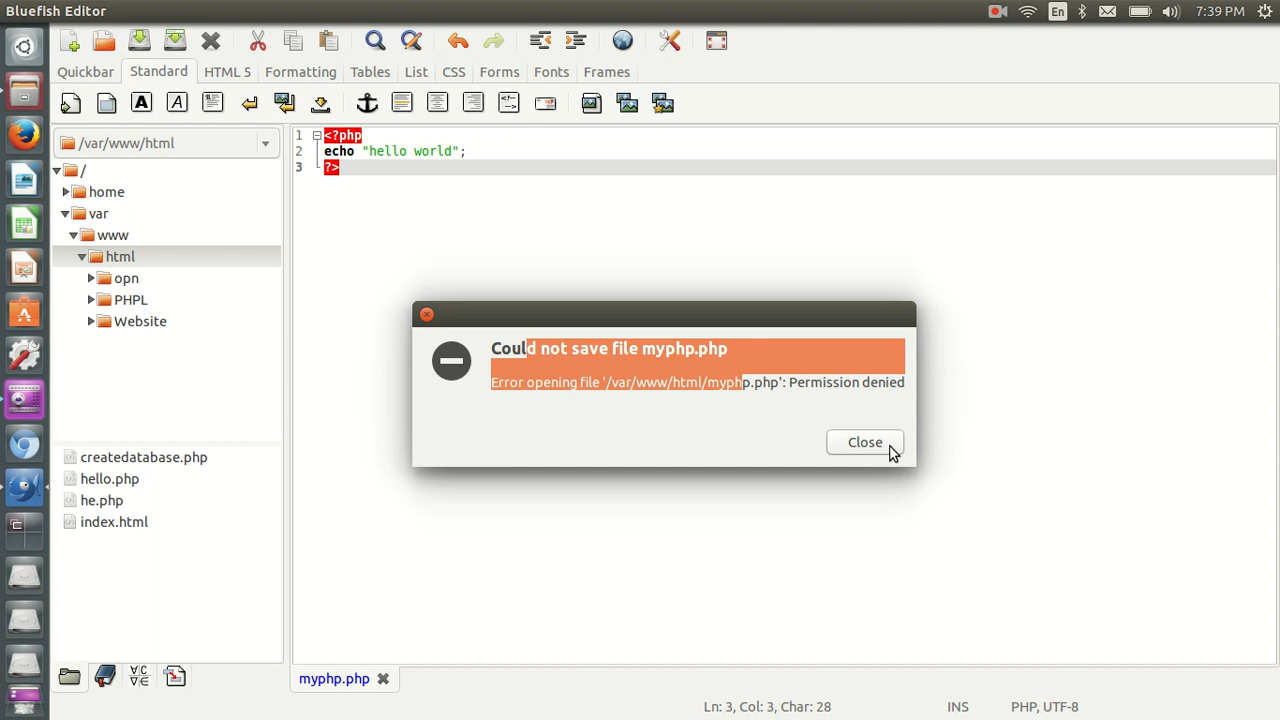 Bluefish Editor
En
7:39 PM
Quickbar Standard HTML 5 Formatting Tables List CSS Forms Fonts Frames
/var/www/html
/
home
var
www
html
opn
PHPL
Website
createdatabase.php
hello.php
he.php
index.html
1 <?php
2 echo "hello world";
3 ?>
Could not save file myphp.php
Error opening file '/var/www/html/myphp.php': Permission denied
Close
myphp.php
Ln: 3, Col: 3, Char: 28 INS PHP, UTF-8